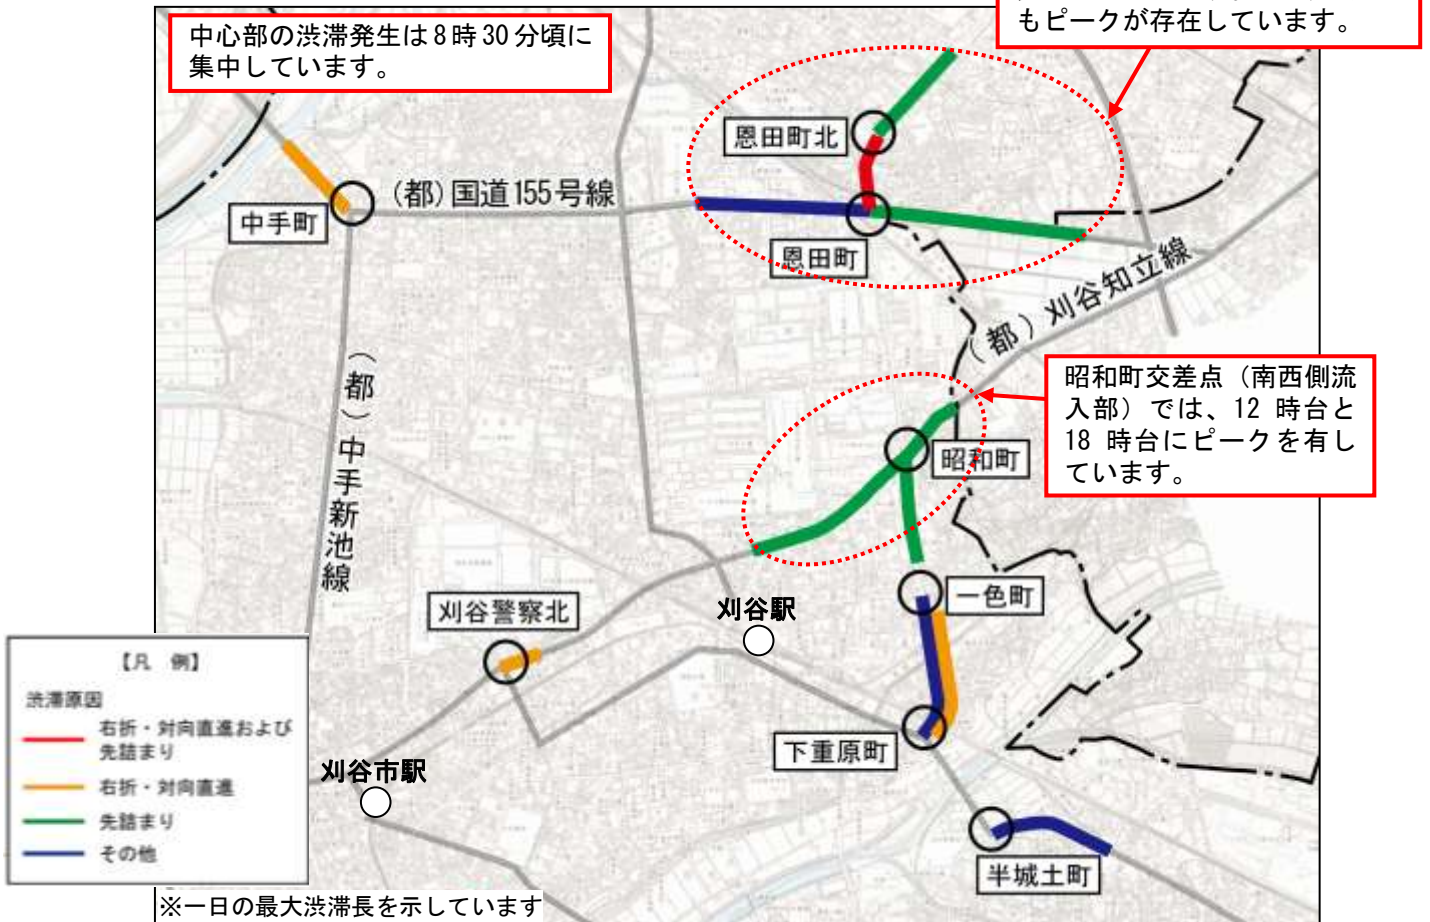 中心部の渋滞発生は8時30分頃に
集中しています。
もピークが存在しています。
恩田町北
(都)国道155号線
中手町
恩田町
(都)刈谷知立線
(都)中手新池線
昭和町交差点(南西側流
入部)では、12 時台と
18 時台にピークを有し
ています。
昭和町
一色町
刈谷警察北
刈谷駅
下重原町
刈谷市駅
半城土町
【凡 例】
渋滞原因
右折・対向直進および
先詰まり
右折・対向直進
先詰まり
その他
※一日の最大渋滞長を示しています